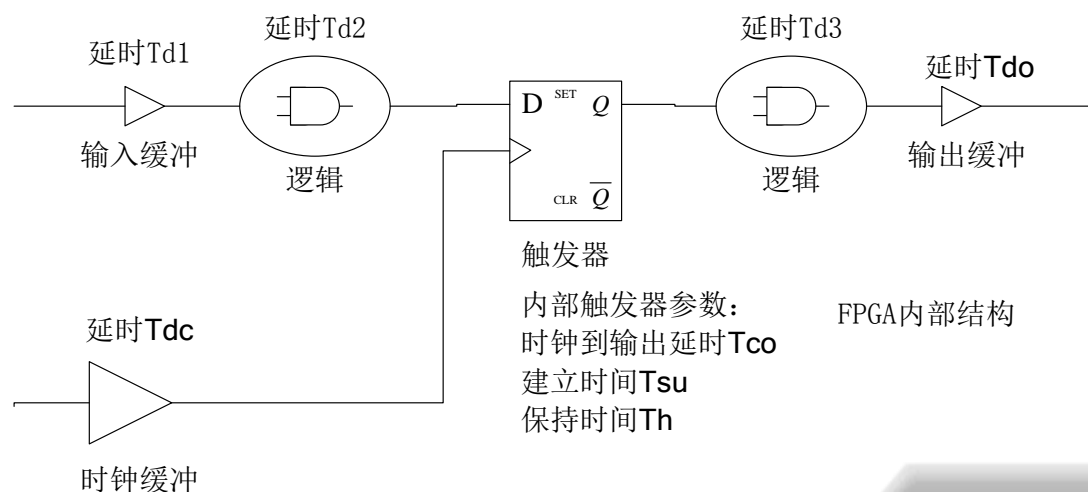 延时Td2
延时Td3
延时Td1
延时Tdo
D SET Q
输入缓冲
逻辑
逻辑
输出缓冲
CLR Q
触发器
内部触发器参数:
FPGA内部结构
时钟到输出延时Tco
延时Tdc
建立时间Tsu
保持时间Th
时钟缓冲